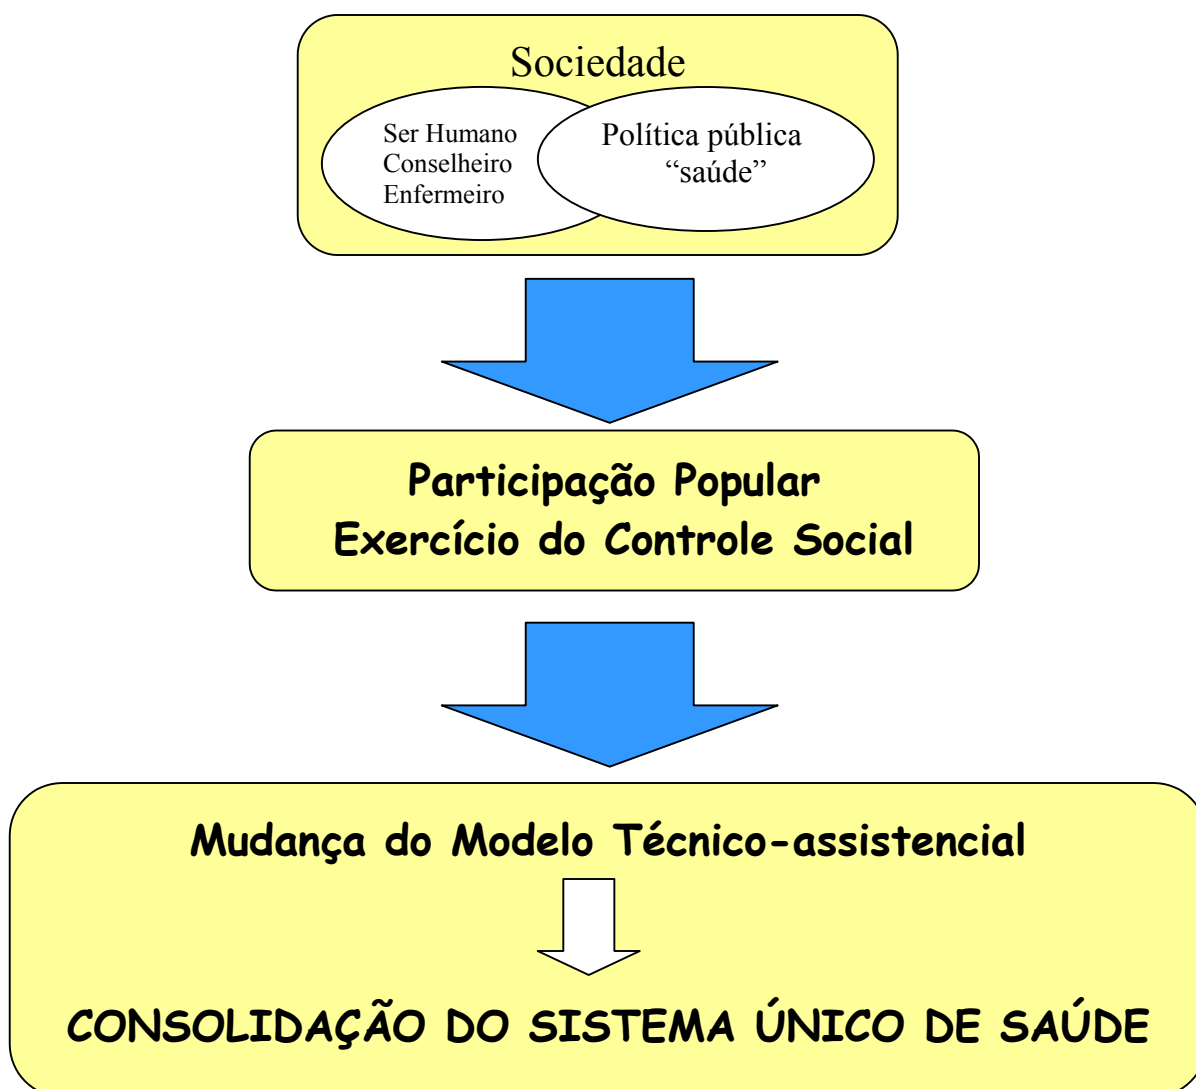 Sociedade
Ser Humano
Conselheiro
Enfermeiro
Política pública
“saúde”
Participação Popular
Exercício do Controle Social
Mudança do Modelo Técnico-assistencial
CONSOLIDAÇÃO DO SISTEMA ÚNICO DE SAÚDE